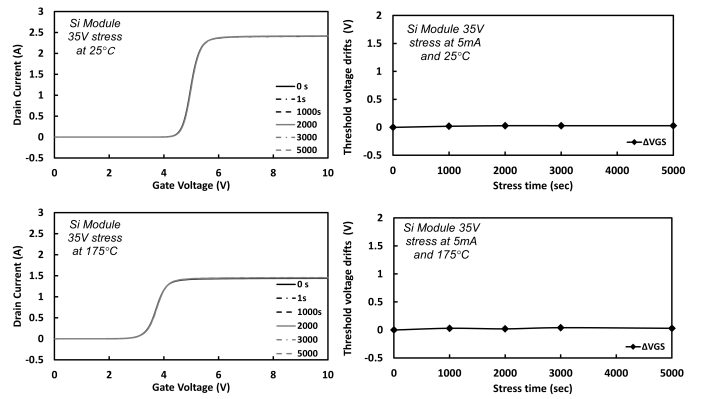 Si Module
35V stress
at 25°C
Drain Current (A)
3
2.5
2
1.5
1
0.5
0
-0.5
0 s
1s
1000s
2000
3000
5000
0 2 4 6 8 10
Gate Voltage (V)
Si Module 35V
stress at 5mA
and 25°C
Threshold voltage drifts (V)
2
1.5
1
0.5
0
-0.5
ΔVGS
0 1000 2000 3000 4000 5000
Stress time (sec)
Si Module
35V stress
at 175°C
Drain Current (A)
3
2.5
2
1.5
1
0.5
0
-0.5
0 s
1s
1000s
2000
3000
5000
0 2 4 6 8 10
Gate Voltage (V)
Si Module 35V
stress at 5mA
and 175°C
Threshold voltage drifts (V)
2
1.5
1
0.5
0
-0.5
ΔVGS
0 1000 2000 3000 4000 5000
Stress time (sec)